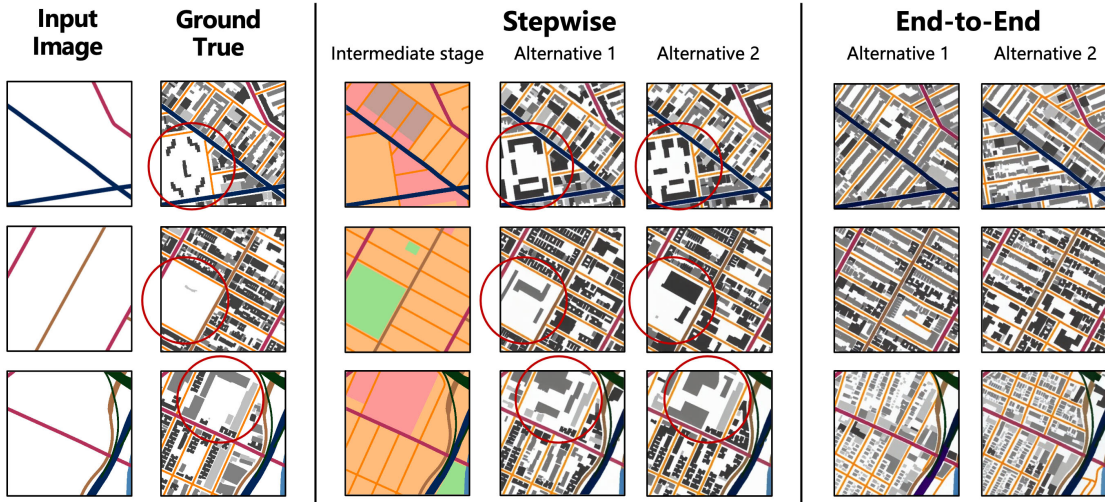 Input
Image
Ground
True
Stepwise
Intermediate stage
Alternative 1
Alternative 2
End-to-End
Alternative 1
Alternative 2